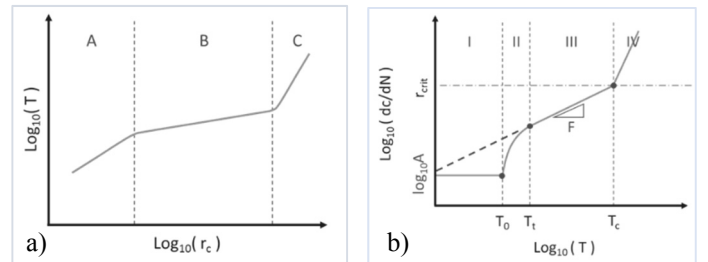 A B C
Log10(T)
Log10(rc)
a)
I II III IV
rcrit
Log10(dc/dN)
F
log10A
T0 Tt Tc
Log10(T)
b)